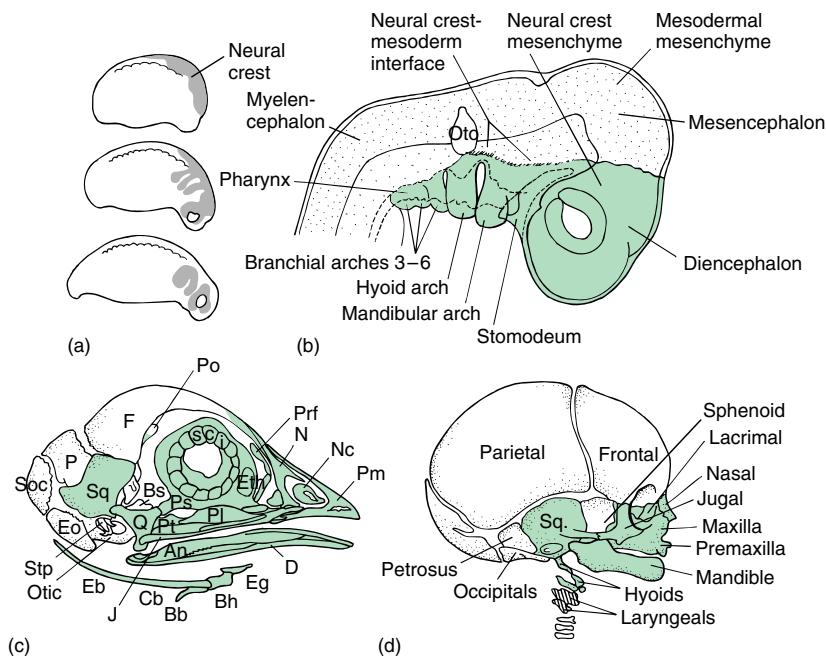 Neural
crest
(a)
Neural crest-
mesoderm
interface
Neural crest
mesenchyme
Mesodermal
mesenchyme
Myelen-
cephalon
Oto
Mesencephalon
Pharynx
Branchial arches 3–6
Hyoid arch
Mandibular arch
Stomodeum
Diencephalon
(b)
Po
F
Prf
N
Sci
Nc
P
Etn
Pm
Soc
Sq
Bs
Ps
Eo
Q
Pt
Pl
An
D
Stp
Otic
Eb
J
Cb
Bb
Bh
Eg
(c)
Sphenoid
Lacrimal
Parietal
Frontal
Nasal
Jugal
Sq.
Maxilla
Premaxilla
Petrosus
Mandible
Occipitals
Hyoids
Laryngeals
(d)